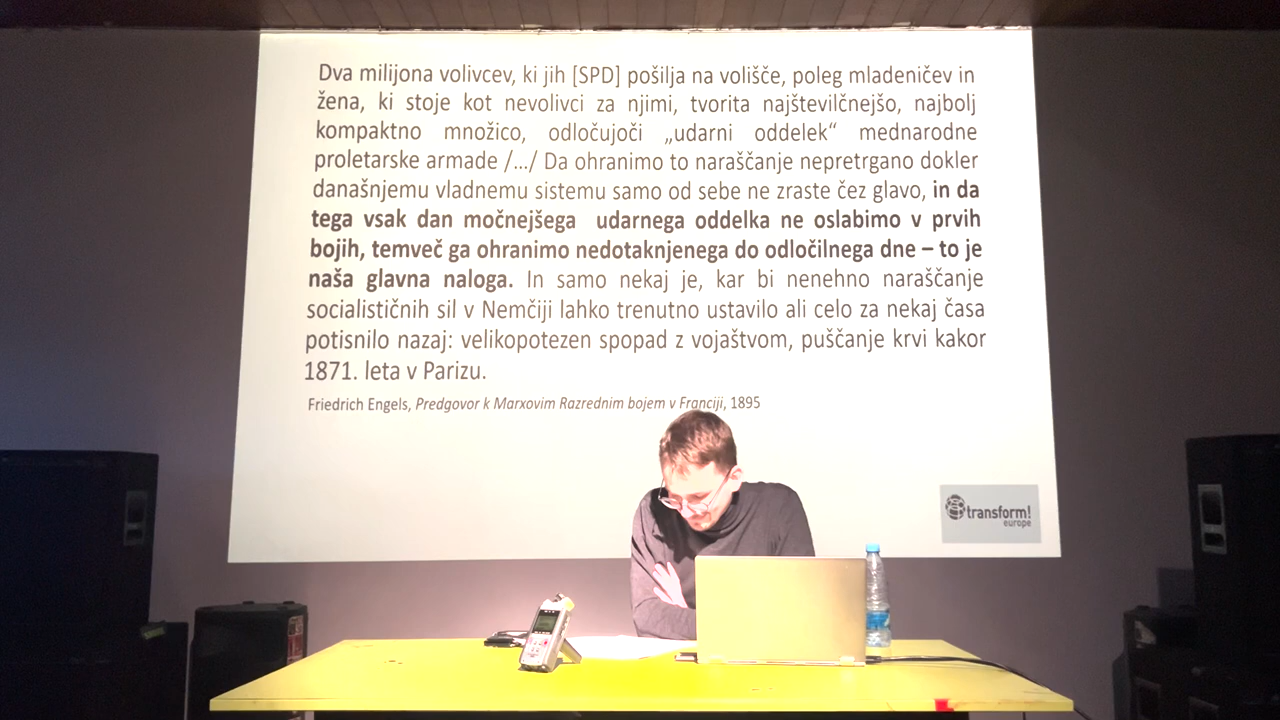 Dva milijona volivcev, ki jih [SPD] pošilja na volišče, poleg mladeničev in
žena, ki stoje kot nevolivci za njimi, tvorita najštevilčnejšo, najbolj
kompaktno množico, odločujoči „udarni oddelek“ mednarodne
proletarske armade /…/ Da ohranimo to naraščanje nepretrgano dokler
današnjemu vladnemu sistemu samo od sebe ne zraste čez glavo, in da
tega vsak dan močnejšega udarnega oddelka ne oslabimo v prvih
bojih, temveč ga ohranimo nedotaknjenega do odločilnega dne – to je
naša glavna naloga. In samo nekaj je, kar bi nenehno naraščanje
socialističnih sil v Nemčiji lahko trenutno ustavilo ali celo za nekaj časa
potisnilo nazaj: velikopotezen spopad z vojaštvom, puščanje krvi kakor
1871. leta v Parizu.
Friedrich Engels, Predgovor k Marxovim Razrednim bojem v Franciji, 1895
transform!
europe